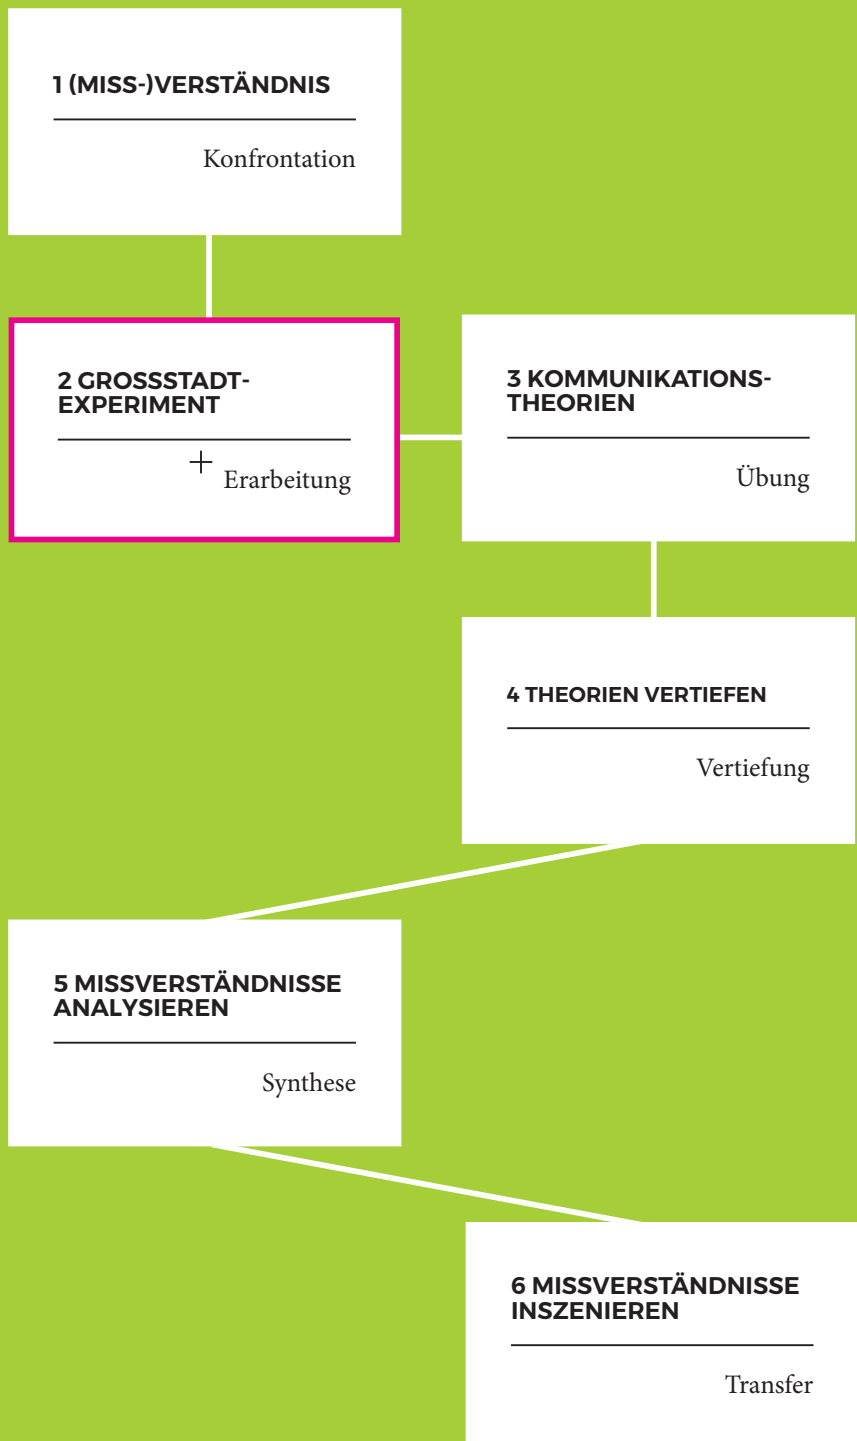 1 (MISS-)VERSTÄNDNIS
Konfrontation
2 GROSSSTADT-
EXPERIMENT
+ Erarbeitung
3 KOMMUNIKATIONS-
THEORIEN
Übung
4 THEORIEN VERTIEFEN
Vertiefung
5 MISSVERSTÄNDNISSE
ANALYSIEREN
Synthese
6 MISSVERSTÄNDNISSE
INSZENIEREN
Transfer